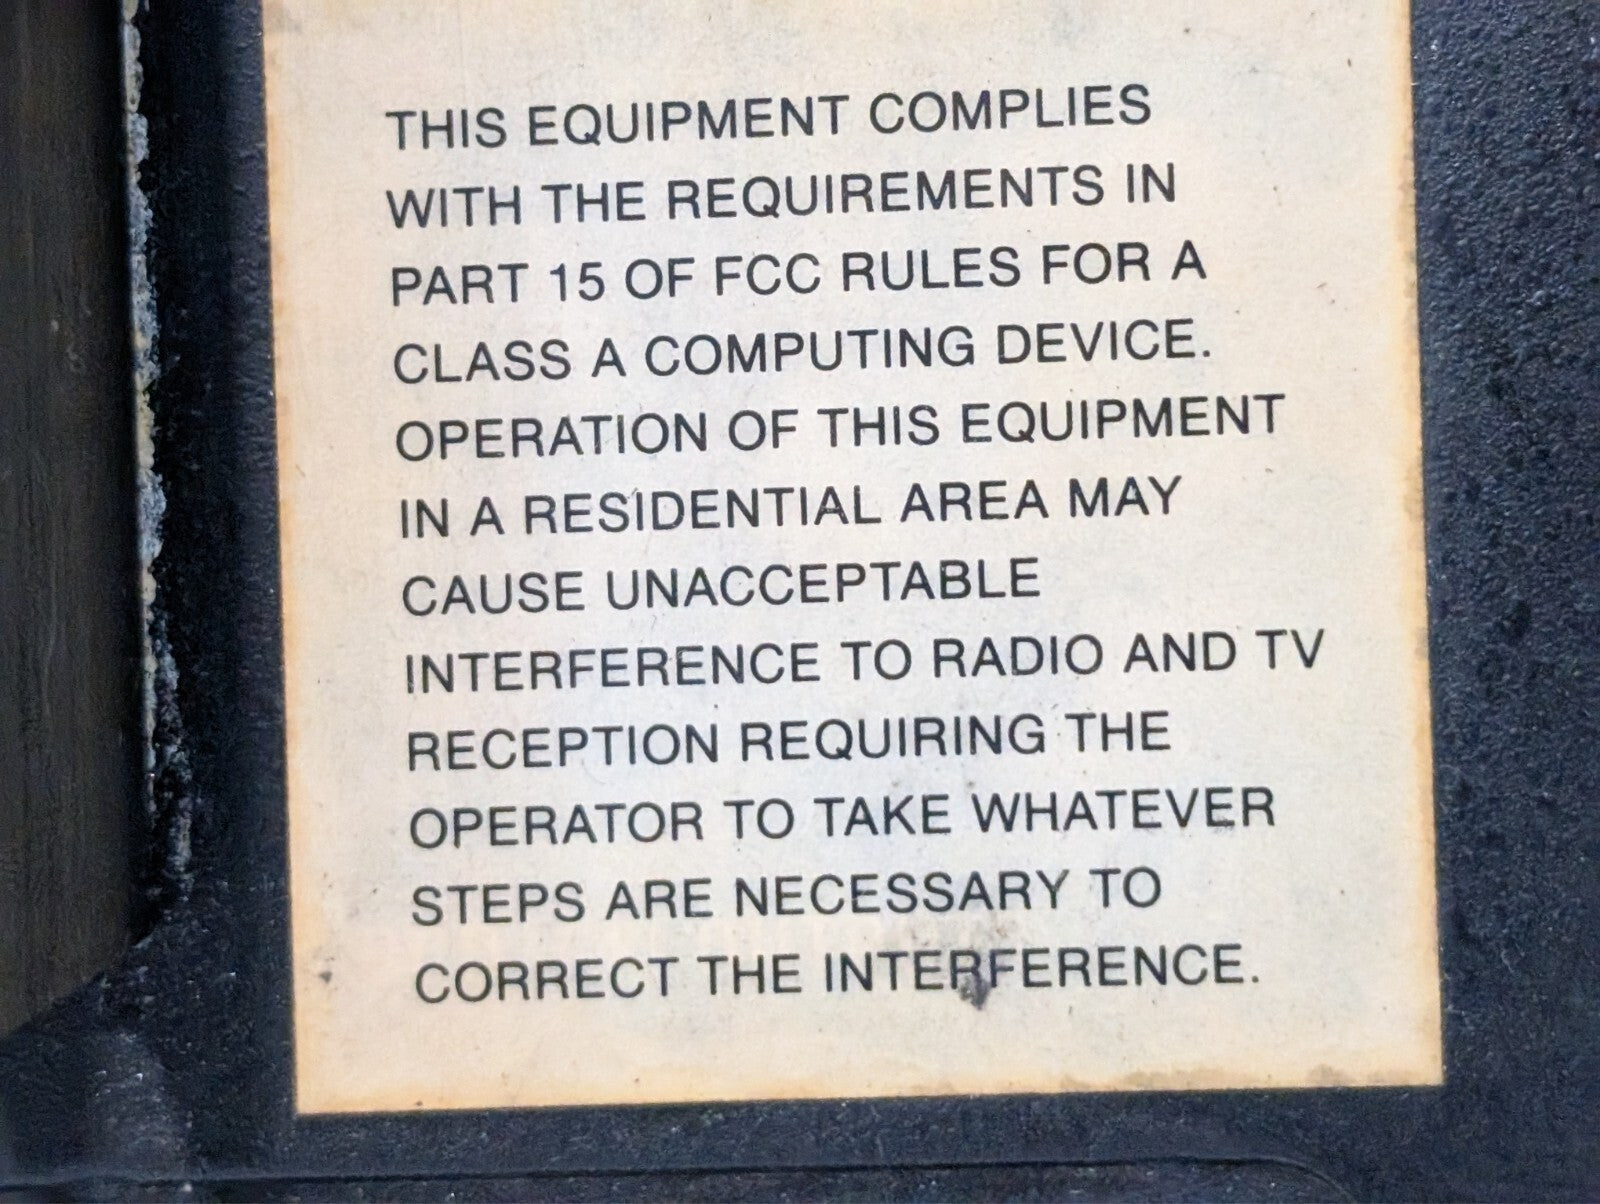 THIS EQUIPMENT COMPLIES
WITH THE REQUIREMENTS IN
PART 15 OF FCC RULES FOR A
CLASS A COMPUTING DEVICE.
OPERATION OF THIS EQUIPMENT
IN A RESIDENTIAL AREA MAY
CAUSE UNACCEPTABLE
INTERFERENCE TO RADIO AND TV
RECEPTION REQUIRING THE
OPERATOR TO TAKE WHATEVER
STEPS ARE NECESSARY TO
CORRECT THE INTERFERENCE.